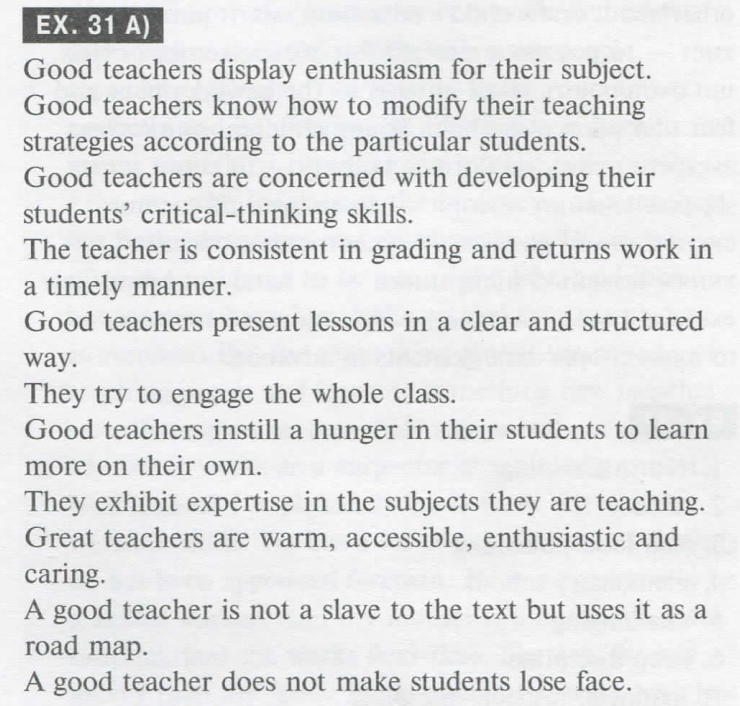 EX. 31 A)
Good teachers display enthusiasm for their subject.
Good teachers know how to modify their teaching
strategies according to the particular students.
Good teachers are concerned with developing their
students' critical-thinking skills.
The teacher is consistent in grading and returns work in
a timely manner.
Good teachers present lessons in a clear and structured
way.
They try to engage the whole class.
Good teachers instill a hunger in their students to learn
more on their own.
They exhibit expertise in the subjects they are teaching.
Great teachers are warm, accessible, enthusiastic and
caring.
A good teacher is not a slave to the text but uses it as a
road map.
A good teacher does not make students lose face.